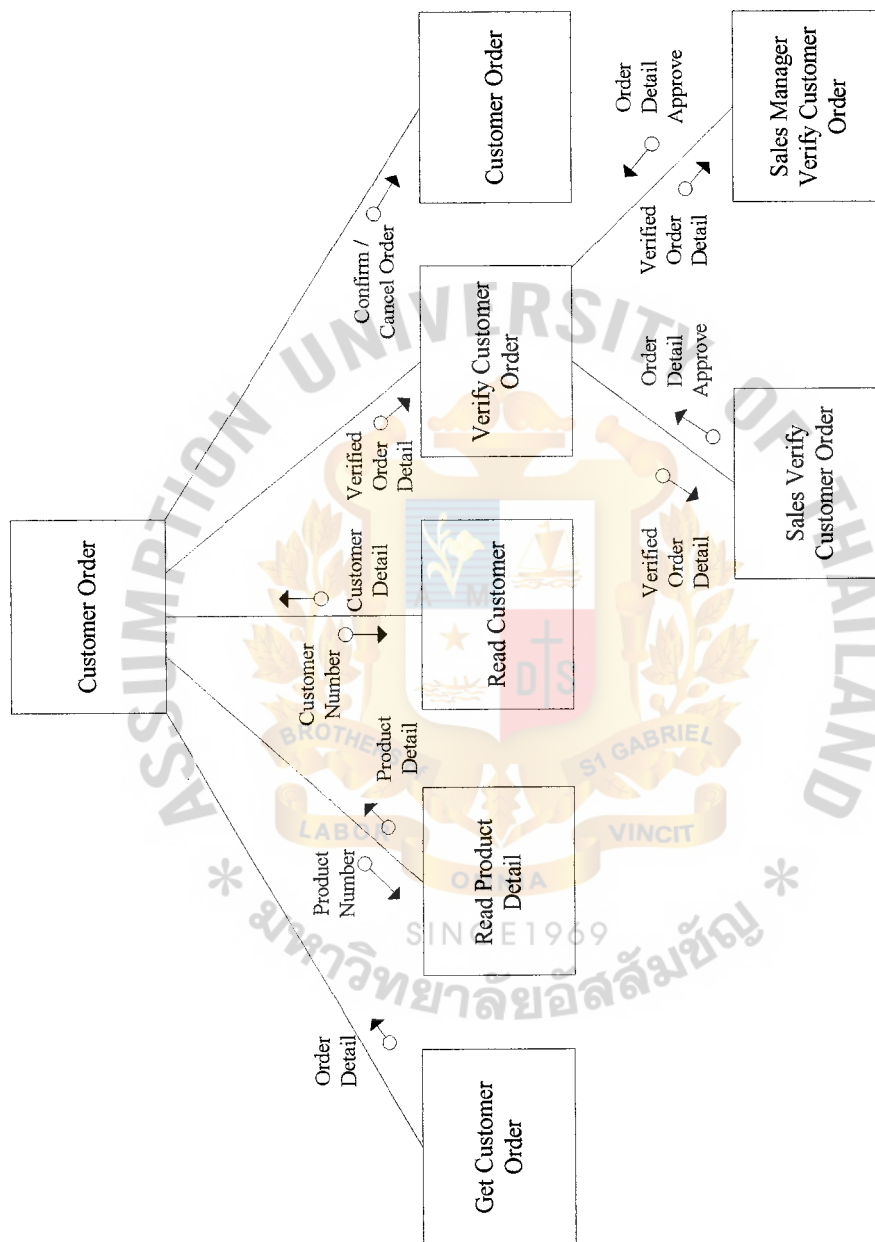 Customer Order
Order
Detail
Product
Number
Product
Detail
Customer
Number
Customer
Detail
Verified
Order
Detail
Confirm /
Cancel Order
Get Customer
Order
Read Product
Detail
Read Customer
Verify Customer
Order
Customer Order
Verified
Order
Detail
Order
Detail
Approve
Verified
Order
Detail
Order
Detail
Approve
Sales Verify
Customer Order
Sales Manager
Verify Customer
Order
ASSUMPTION UNIVERSITY OF THAILAND
A M
D S
BROTHERS of
ST GABRIEL
LABOR
OMNIA
VINCIT
SINCE1969
* มหาวิทยาลัยอัสสัมชัญ *